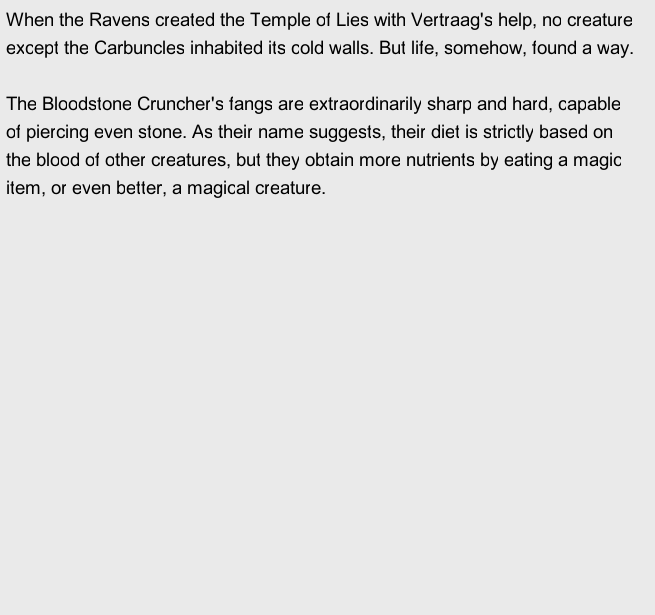 When the Ravens created the Temple of Lies with Vertraag's help, no creature
except the Carbuncles inhabited its cold walls. But life, somehow, found a way.
The Bloodstone Cruncher's fangs are extraordinarily sharp and hard, capable
of piercing even stone. As their name suggests, their diet is strictly based on
the blood of other creatures, but they obtain more nutrients by eating a magic
item, or even better, a magical creature.